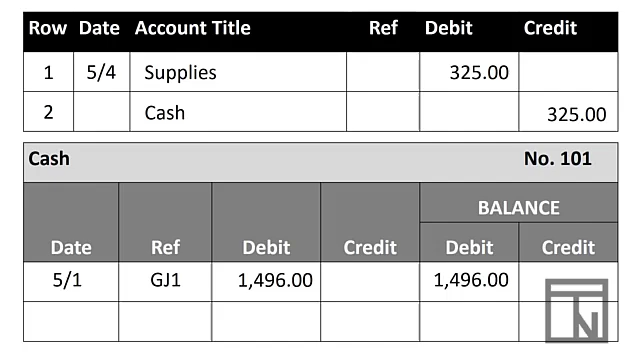 Row Date Account Title Ref Debit Credit
1 5/4 Supplies 325.00
2 Cash 325.00
Cash No. 101
BALANCE
Date Ref Debit Credit Debit Credit
5/1 GJ1 1,496.00 1,496.00
TN